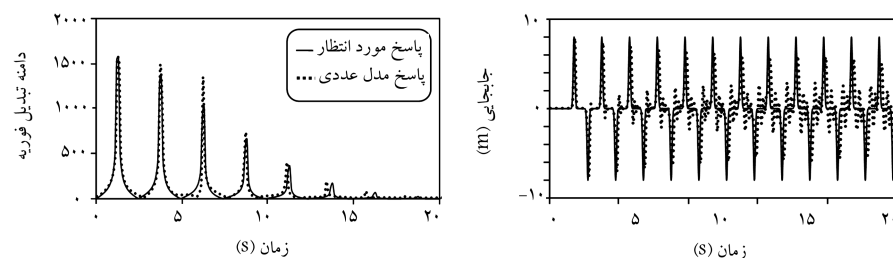 ۲۰۰۰
۱۵۰۰
۱۰۰۰
۵۰۰
۰
دامنه تبدیل فوریه
پاسخ مورد انتظار
پاسخ مدل عددی
۰ ۵ ۱۰ ۱۵ ۲۰
زمان (s)
۱۰
۰
-۱۰
جابجایی (m)
۰ ۵ ۱۰ ۱۵ ۲۰
زمان (s)